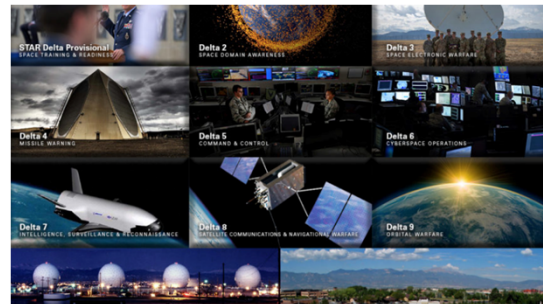 STAR Delta Provisional
SPACE TRAINING & READINESS
Delta 2
SPACE DOMAIN AWARENESS
Delta 3
SPACE ELECTRONIC WARFARE
Delta 4
MISSILE WARNING
Delta 5
COMMAND & CONTROL
Delta 6
CYBERSPACE OPERATIONS
Delta 7
INTELLIGENCE, SURVEILLANCE & RECONNAISSANCE
Delta 8
SATELLITE COMMUNICATIONS & NAVIGATIONAL WARFARE
Delta 9
ORBITAL WARFARE